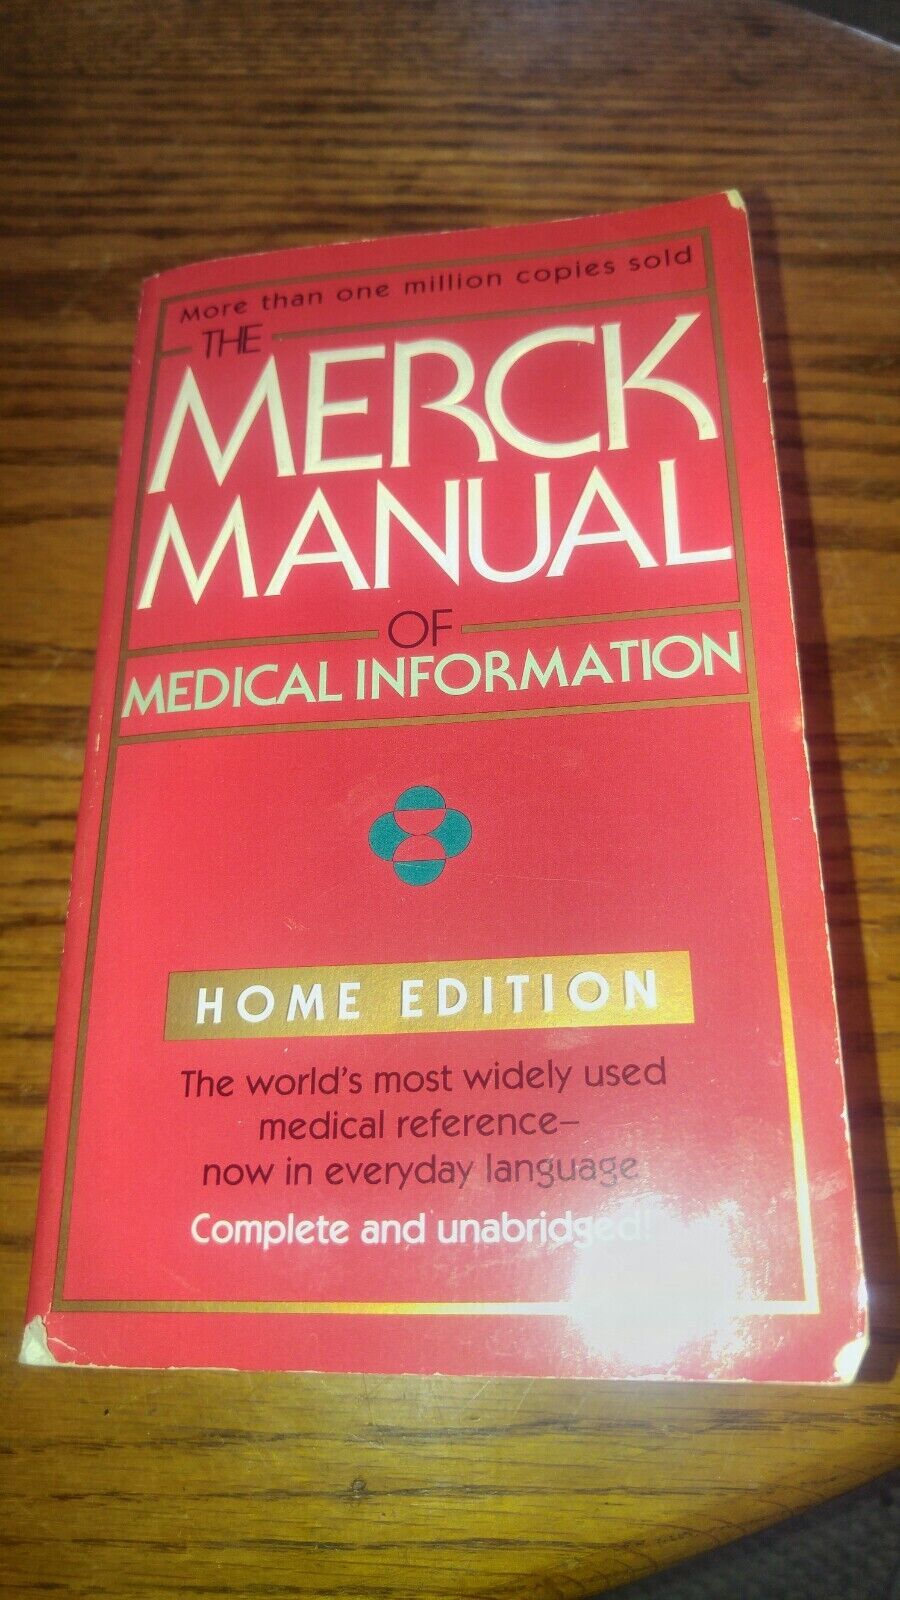 More than one million copies sold
THE
MERCK
MANUAL
OF
MEDICAL INFORMATION
HOME EDITION
The world's most widely used
medical reference–
now in everyday language
Complete and unabridged!